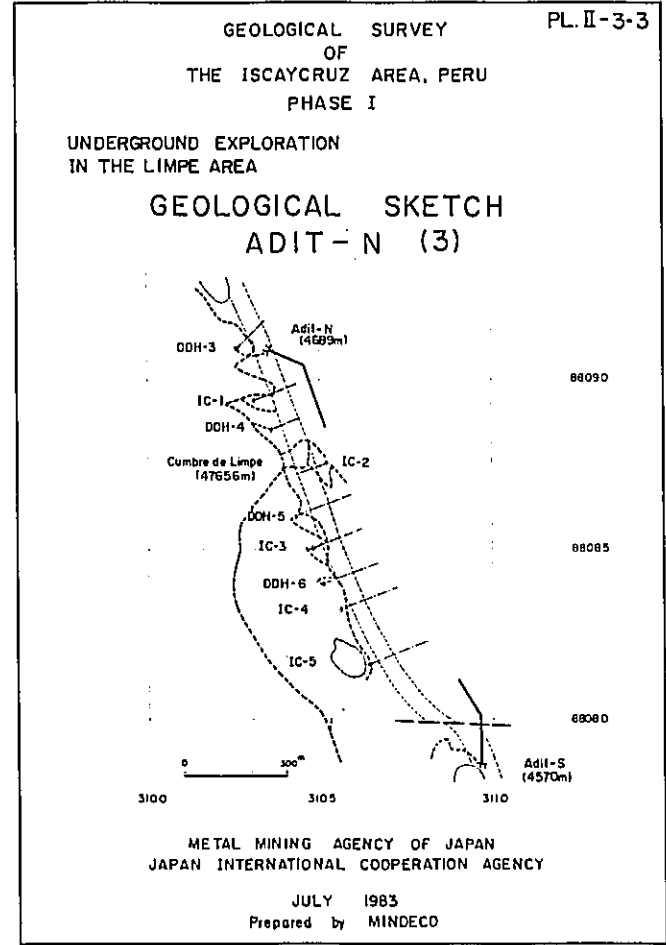 PL. II-3-3
GEOLOGICAL SURVEY
OF
THE ISCAYCRUZ AREA, PERU
PHASE I
UNDERGROUND EXPLORATION
IN THE LIMPE AREA
GEOLOGICAL SKETCH
ADIT-N (3)
Adit-N
(4689m)
DDH-3
88090
IC-1
DDH-4
Cumbre de Limpe
(47656m)
IC-2
DDH-5
IC-3
88085
DDH-6
IC-4
IC-5
88080
Adit-S
(4570m)
0 300m
3100 3105 3110
METAL MINING AGENCY OF JAPAN
JAPAN INTERNATIONAL COOPERATION AGENCY
JULY 1983
Prepared by MINDECO